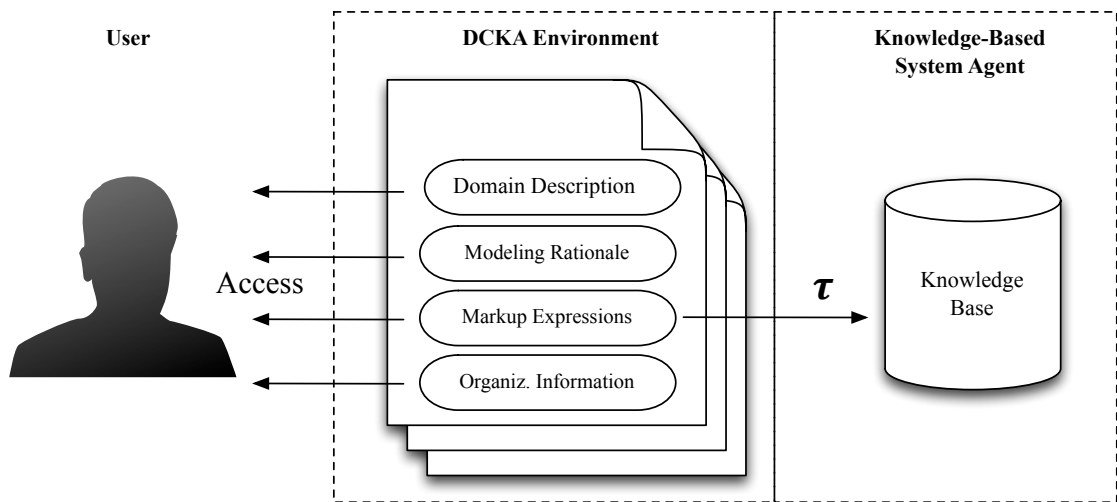 User
DCKA Environment
Knowledge-Based
System Agent
Domain Description
Modeling Rationale
Access
Markup Expressions
Organiz. Information
τ
Knowledge
Base